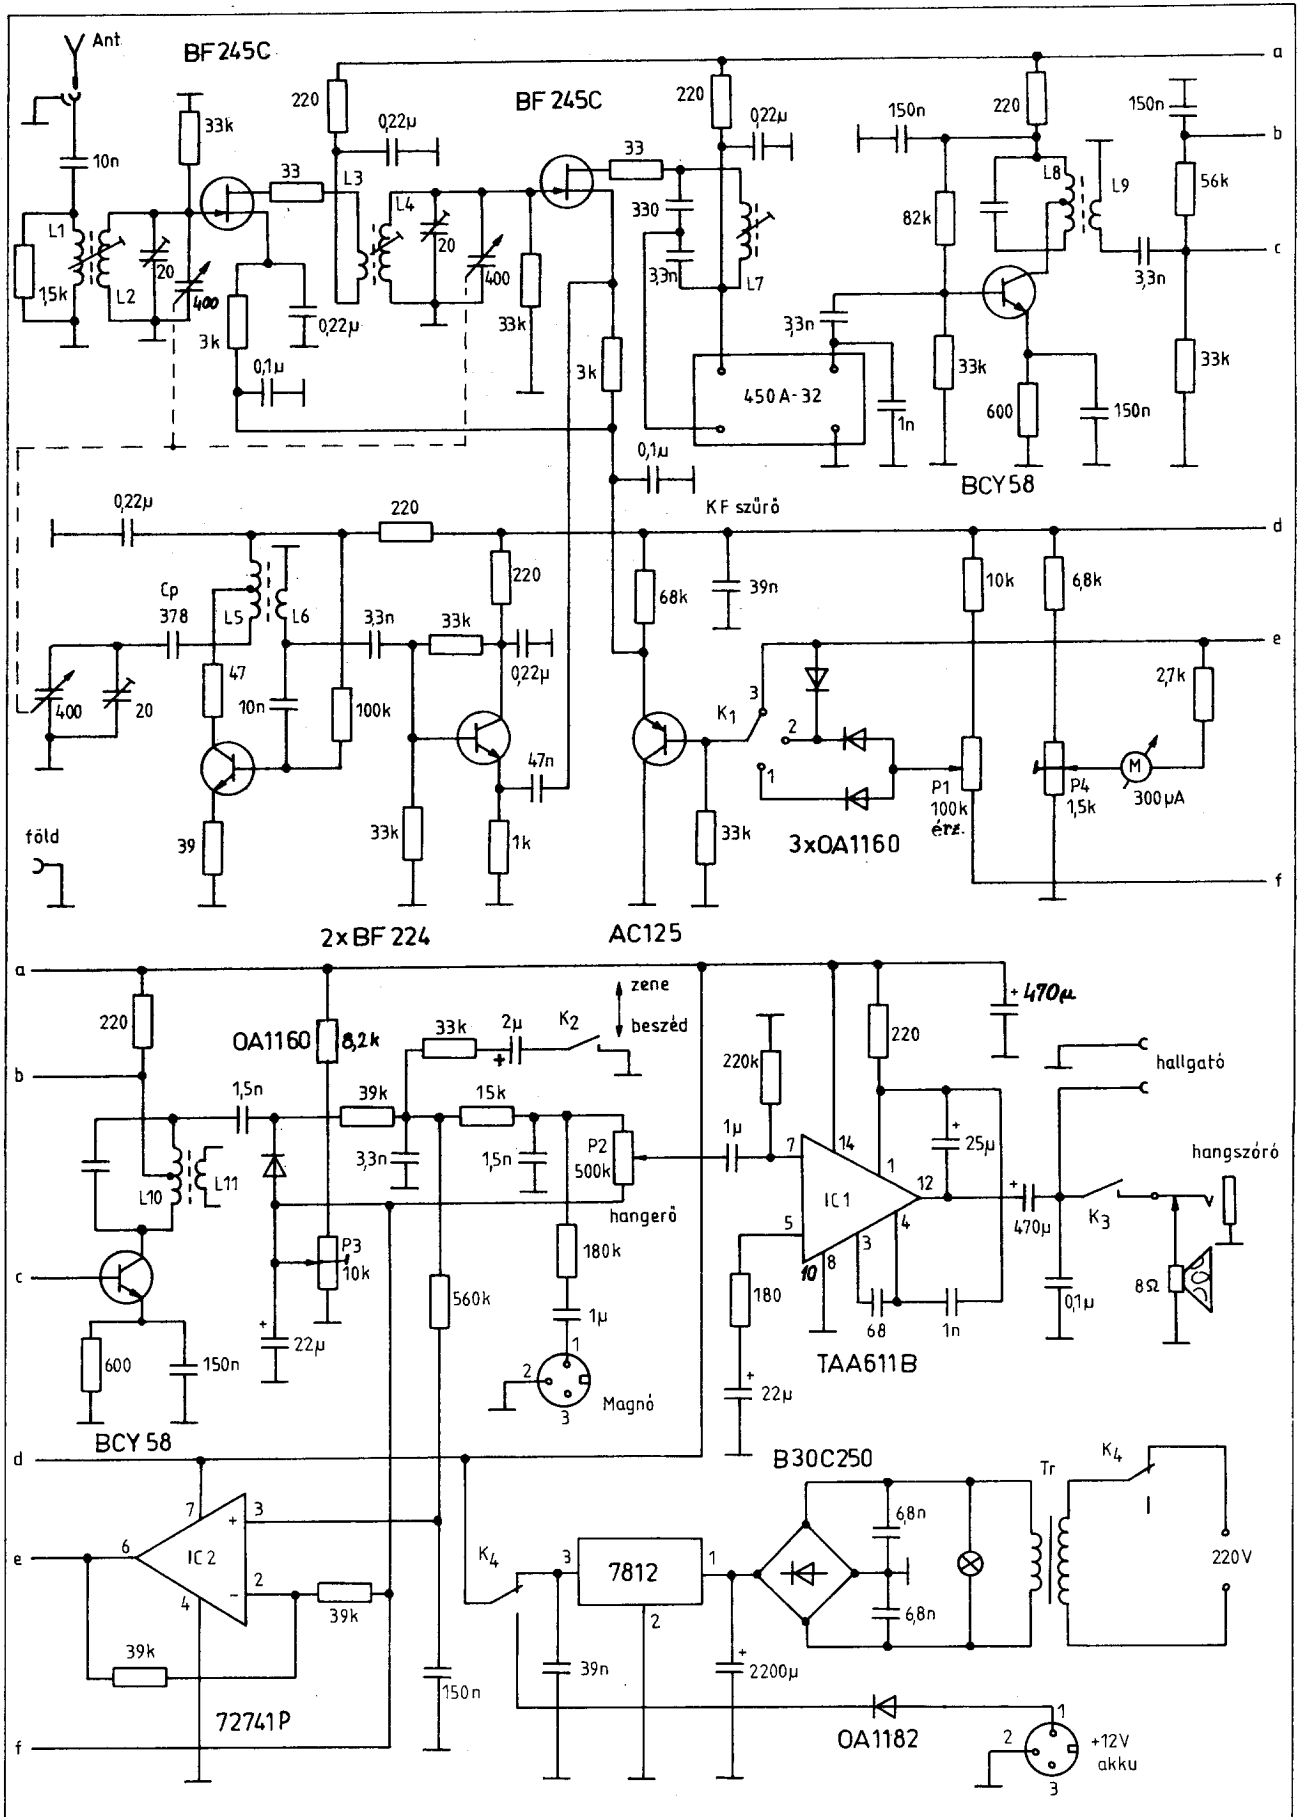 Ant
BF245C
BF245C
a
220
220
220
150n
0,22µ
0,22µ
150n
b
33k
10n
33
L3
L4
33
330
L8
L9
56k
82k
L1
20
20
c
1,5k
L2
400
400
3,3n
L7
3,3n
3k
0,22µ
33k
3,3n
0,1µ
3k
450A-32
33k
600
150n
33k
1n
BCY58
0,1µ
KF szűrő
0,22µ
220
d
220
68k
39n
10k
6,8k
Cp
378
L5
L6
3,3n
33k
0,22µ
e
2,7k
47
400
20
10n
100k
K1
3
2
1
47n
P1
100k
érz.
P4
1,5k
M
300µA
föld
39
33k
1k
33k
3xOA1160
f
2xBF224
AC125
a
220
OA1160
8,2k
33k
2µ
+
K2
zene
beszéd
220
+
470µ
220k
hallgató
b
1,5n
39k
15k
1µ
7
14
1
+
25µ
3,3n
1,5n
P2
500k
hangszóró
L10
L11
IC1
12
+
470µ
K3
hangerő
5
4
3
8
10
P3
10k
180k
c
560k
180
68
1n
0,1µ
8Ω
600
150n
+
22µ
1µ
1
2
3
Magnó
TAA611B
+
22µ
BCY58
d
B30C250
Tr
K4
7
3
+
6,8n
e
6
IC2
K4
3
7812
1
220V
4
2
-
39k
2
6,8n
39k
150n
39n
+
2200µ
72741P
f
OA1182
1
2
3
+12V
akku